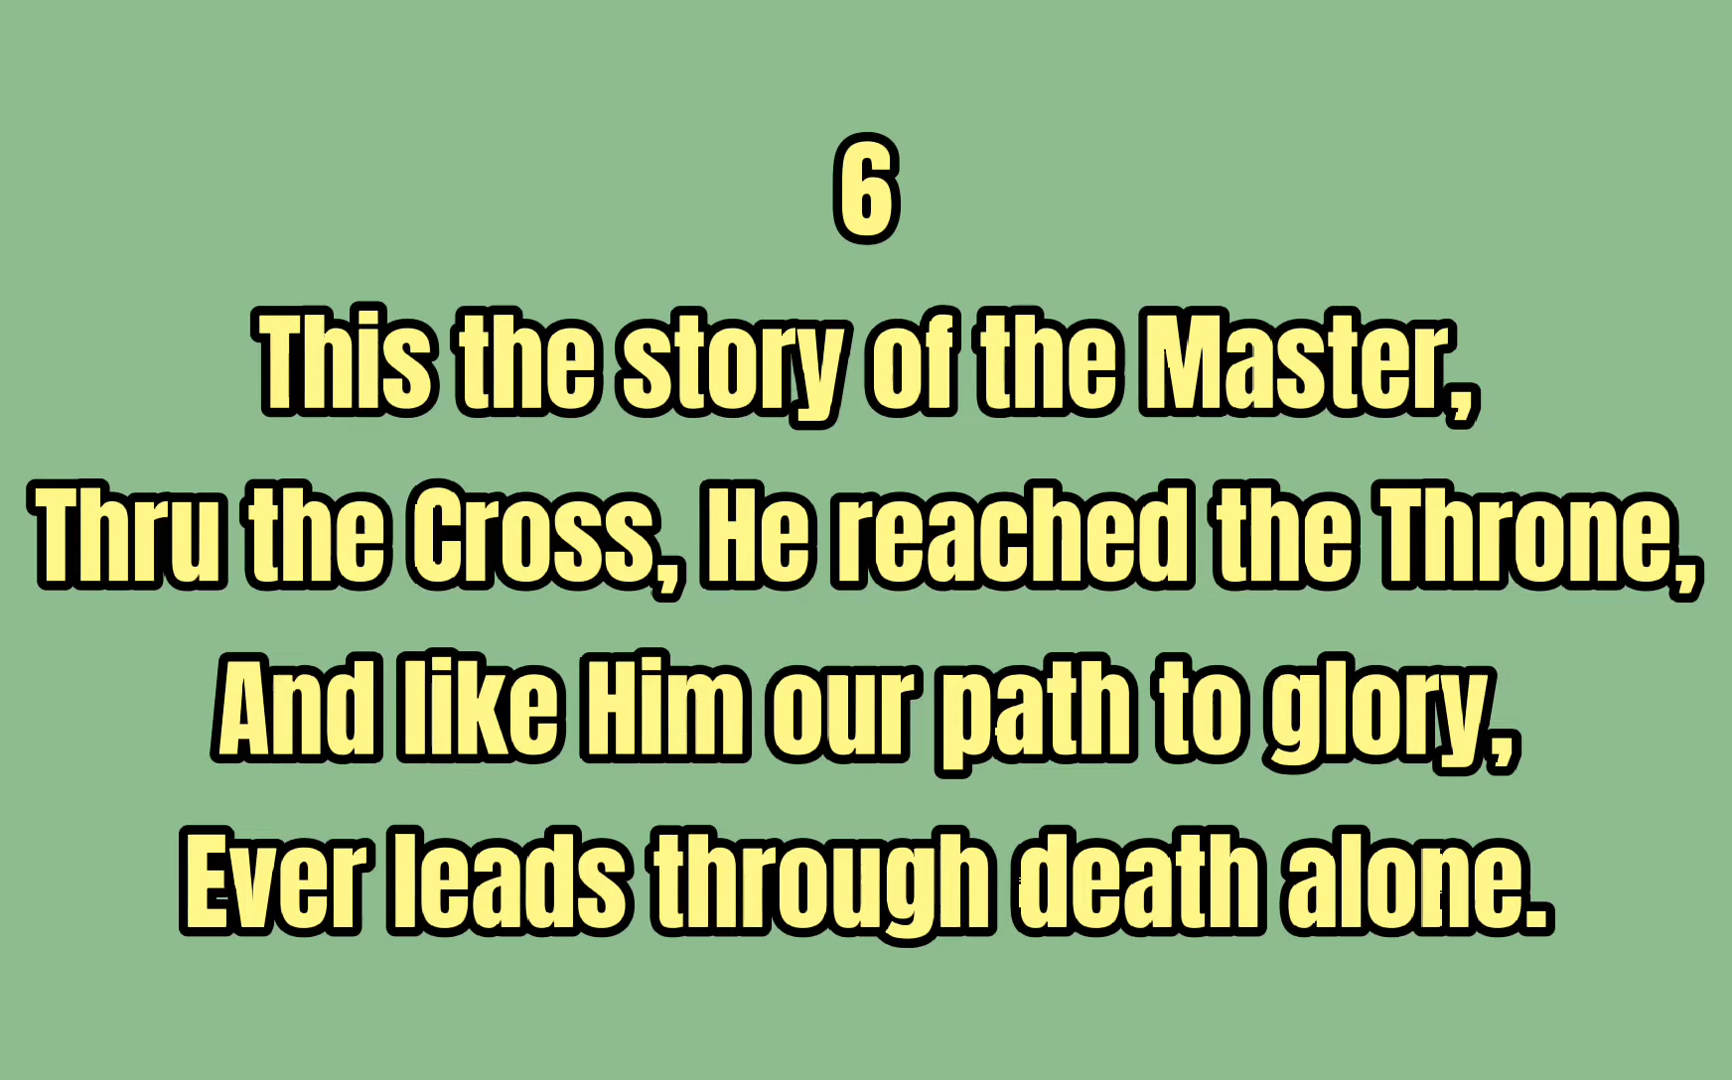 6
This the story of the Master,
Thru the Cross, He reached the Throne,
And like Him our path to glory,
Ever leads through death alone.